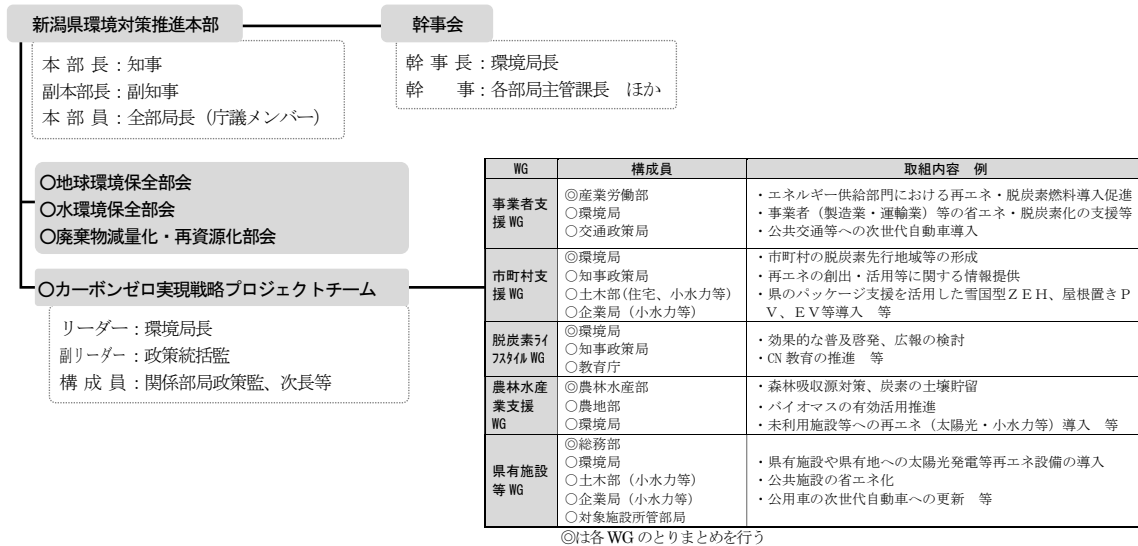 新潟県環境対策推進本部
幹事会
本 部 長：知事
副本部長：副知事
本 部 員：全部局長（庁議メンバー）
幹 事 長：環境局長
幹　　事：各部局主管課長　ほか
〇地球環境保全部会
〇水環境保全部会
〇廃棄物減量化・再資源化部会
〇カーボンゼロ実現戦略プロジェクトチーム
リーダー：環境局長
副リーダー：政策統括監
構 成 員：関係部局政策監、次長等
WG 構成員 取組内容　例
事業者支
援 WG
◎産業労働部
○環境局
○交通政策局
・エネルギー供給部門における再エネ・脱炭素燃料導入促進
・事業者（製造業・運輸業）等の省エネ・脱炭素化の支援等
・公共交通等への次世代自動車導入
市町村支
援 WG
◎環境局
○知事政策局
○土木部(住宅、小水力等)
○企業局（小水力等）
・市町村の脱炭素先行地域等の形成
・再エネの創出・活用等に関する情報提供
・県のパッケージ支援を活用した雪国型ＺＥＨ、屋根置きＰ
Ｖ、ＥＶ等導入　等
脱炭素ﾗｲ
ﾌｽﾀｲﾙ WG
◎環境局
○知事政策局
○教育庁
・効果的な普及啓発、広報の検討
・CN 教育の推進　等
農林水産
業支援
WG
◎農林水産部
○農地部
○環境局
・森林吸収源対策、炭素の土壌貯留
・バイオマスの有効活用推進
・未利用施設等への再エネ（太陽光・小水力等）導入　等
県有施設
等 WG
◎総務部
○環境局
○土木部（小水力等）
○企業局（小水力等）
○対象施設所管部局
・県有施設や県有地への太陽光発電等再エネ設備の導入
・公共施設の省エネ化
・公用車の次世代自動車への更新　等
◎は各 WG のとりまとめを行う